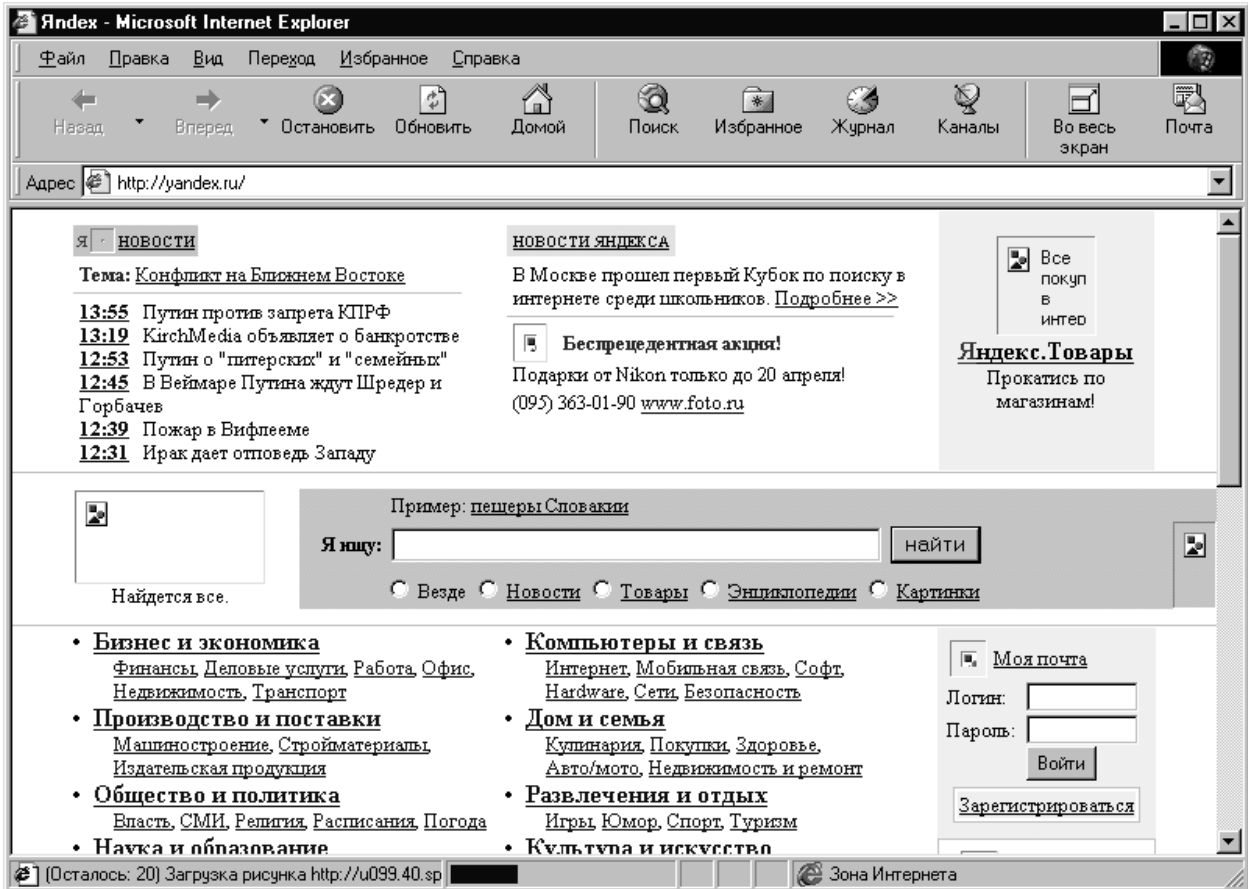 Яndex - Microsoft Internet Explorer
Файл Правка Вид Переход Избранное Справка
Назад Вперед Остановить Обновить Домой Поиск Избранное Журнал Каналы Во весь экран Почта
Адрес http://yandex.ru/
я новости
Тема: Конфликт на Ближнем Востоке
13:55 Путин против запрета КПРФ
13:19 KirchMedia объявляет о банкротстве
12:53 Путин о "питерских" и "семейных"
12:45 В Веймаре Путина ждут Шредер и
Горбачев
12:39 Пожар в Вифлееме
12:31 Ирак дает отповедь Западу
новости яндекса
В Москве прошел первый Кубок по поиску в
интернете среди школьников. Подробнее >>
Беспрецедентная акция!
Подарки от Nikon только до 20 апреля!
(095) 363-01-90 www.foto.ru
Все
покуп
в
интер
Яндекс.Товары
Прокатись по
магазинам!
Найдется все.
Пример: пещеры Словакии
Я ищу: найти
Везде Новости Товары Энциклопедии Картинки
• Бизнес и экономика
Финансы, Деловые услуги, Работа, Офис,
Недвижимость, Транспорт
• Производство и поставки
Машиностроение, Стройматериалы,
Издательская продукция
• Общество и политика
Власть, СМИ, Религия, Расписания, Погода
• Наука и образование
• Компьютеры и связь
Интернет, Мобильная связь, Софт,
Hardware, Сети, Безопасность
• Дом и семья
Кулинария, Покупки, Здоровье,
Авто/мото, Недвижимость и ремонт
• Развлечения и отдых
Игры, Юмор, Спорт, Туризм
• Культура и искусство
Моя почта
Логин:
Пароль:
Войти
Зарегистрироваться
(Осталось: 20) Загрузка рисунка http://u099.40.sp Зона Интернета